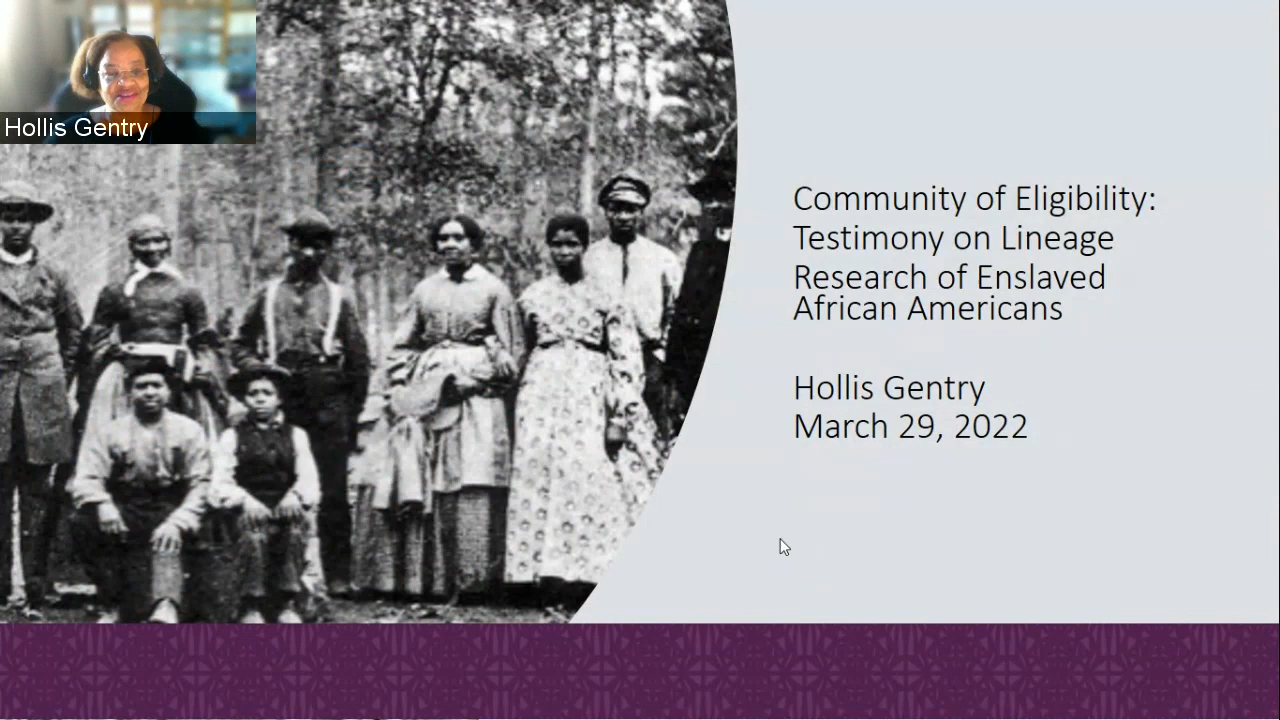 Hollis Gentry
Community of Eligibility:
Testimony on Lineage
Research of Enslaved
African Americans
Hollis Gentry
March 29, 2022